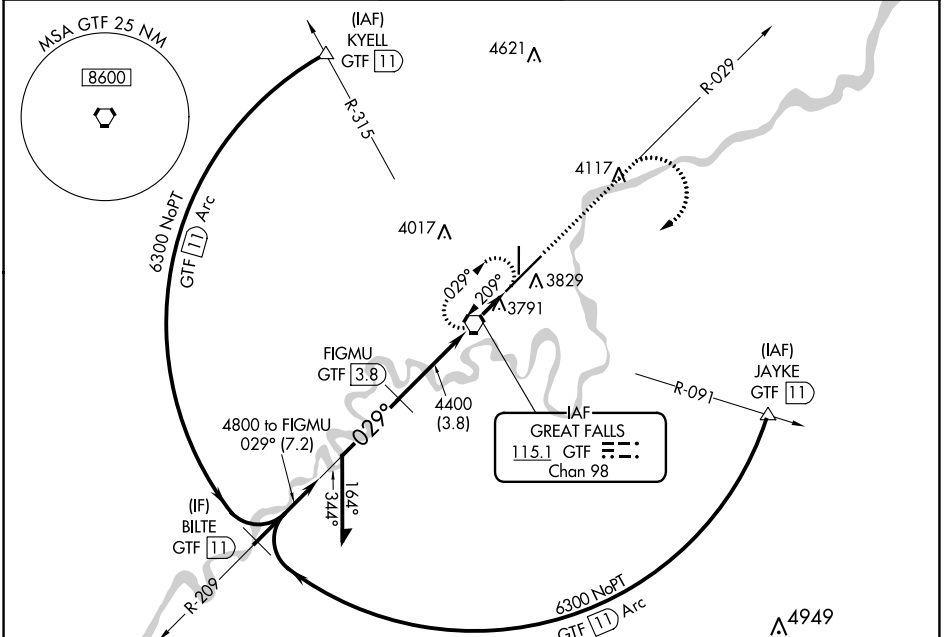 MSA GTF 25 NM
8600
(IAF)
KYELL
GTF 11
R-315
4621
R-029
4117
6300 NoPT
GTF 11 Arc
4017
029°
209°
3829
3791
FIGMU
GTF 3.8
029°
4400
(3.8)
4800 to FIGMU
029° (7.2)
(IAF)
JAYKE
GTF 11
R-091
IAF
GREAT FALLS
115.1 GTF
Chan 98
344°
164°
(IF)
BILTE
GTF 11
R-209
6300 NoPT
GTF 11 Arc
4949